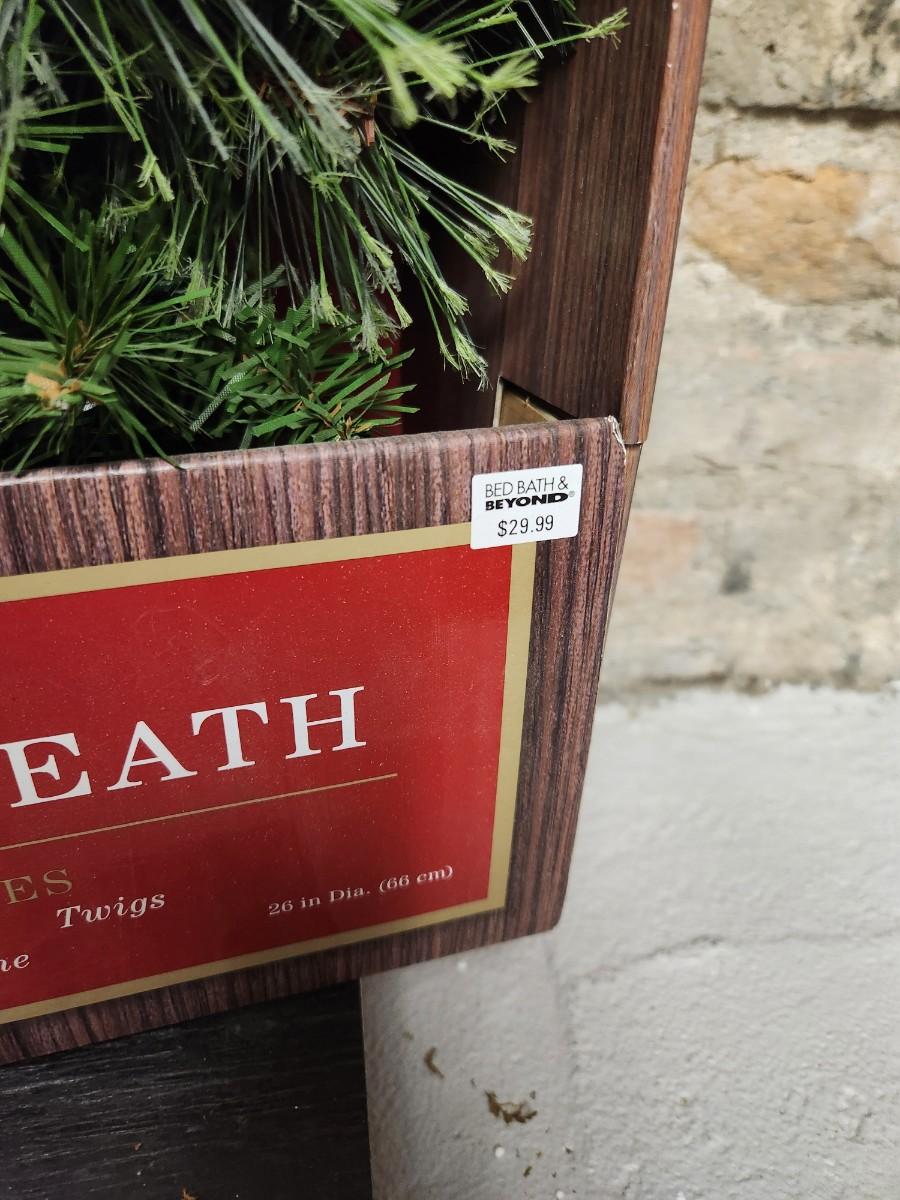 BED BATH &
BEYOND®
$29.99
EATH
ES
Twigs
26 in Dia. (66 cm)
ne